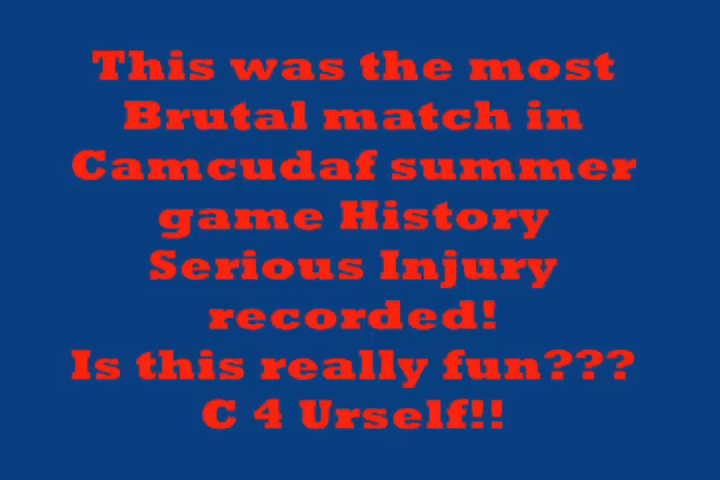 This was the most
Brutal match in
Camcudaf summer
game History
Serious Injury
recorded!
Is this really fun???
C 4 Urself!!